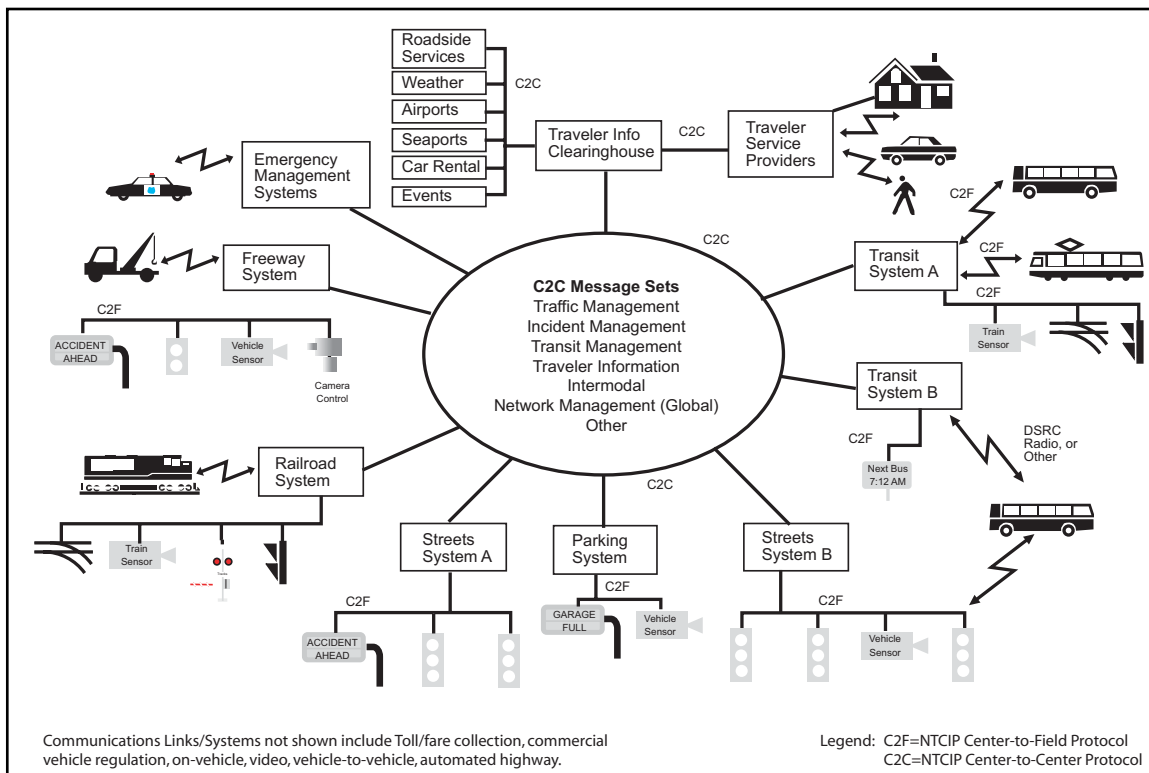 Roadside
Services
Weather
Airports
Seaports
Car Rental
Events
C2C
Traveler Info
Clearinghouse
C2C
Traveler
Service
Providers
Emergency
Management
Systems
Freeway
System
C2F
ACCIDENT
AHEAD
Vehicle
Sensor
Camera
Control
C2C
C2C Message Sets
Traffic Management
Incident Management
Transit Management
Traveler Information
Intermodal
Network Management (Global)
Other
C2F
Transit
System A
C2F
C2F
Train
Sensor
Transit
System B
C2F
Next Bus
7:12 AM
DSRC
Radio, or
Other
Railroad
System
Train
Sensor
C2C
Streets
System A
C2F
ACCIDENT
AHEAD
Parking
System
C2F
GARAGE
FULL
Vehicle
Sensor
Streets
System B
C2F
Vehicle
Sensor
Communications Links/Systems not shown include Toll/fare collection, commercial
vehicle regulation, on-vehicle, video, vehicle-to-vehicle, automated highway.
Legend: C2F=NTCIP Center-to-Field Protocol
C2C=NTCIP Center-to-Center Protocol